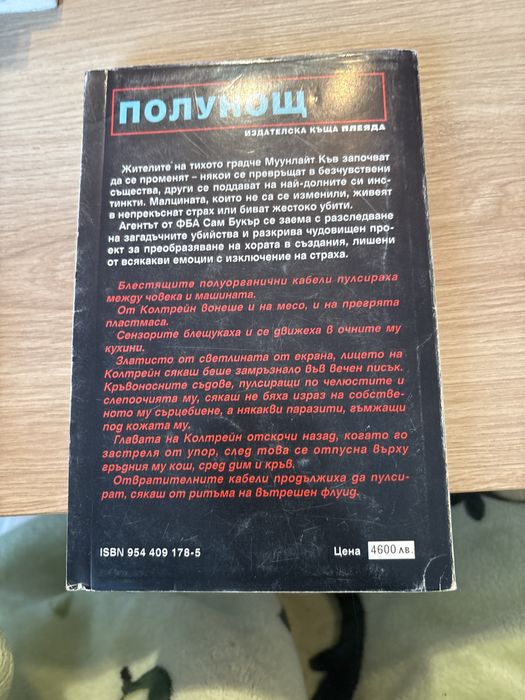 ПОЛУНОЩ
ИЗДАТЕЛСКА КЪЩА ПЛЕЯДА
Жителите на тихото градче Муунлайт Къв започват
да се променят – някои се превръщат в безчувствени
същества, други се поддават на най-долните си инс-
тинкти. Малцината, които не са се изменили, живеят
в непрекъснат страх или биват жестоко убити.
Агентът от ФБА Сам Букър се заема с разследване
на загадъчните убийства и разкрива чудовищен про-
ект за преобразяване на хората в създания, лишени
от всякакви емоции с изключение на страха.
Блестящите полуорганични кабели пулсираха
между човека и машината.
От Колтрейн вонеше и на месо, и на прегрята
пластмаса.
Сензорите блещукаха и се движеха в очните му
кухини.
Златисто от светлината от екрана, лицето на
Колтрейн сякаш беше замръзнало във вечен писък.
Кръвоносните съдове, пулсиращи по челюстите и
слепоочията му, сякаш не бяха израз на собствe-
ното му сърцебиене, а някакви паразити, гъмжащи
под кожата му.
Главата на Колтрейн отскочи назад, когато го
застреля от упор, след това се отпусна върху
гръдния му кош, сред дим и кръв.
Отвратителните кабели продължиха да пулси-
рат, сякаш от ритъма на вътрешен флуид.
ISBN 954 409 178-5
Цена 4600 лв.